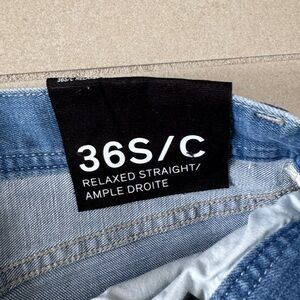 36S/C
RELAXED STRAIGHT/
AMPLE DROITE